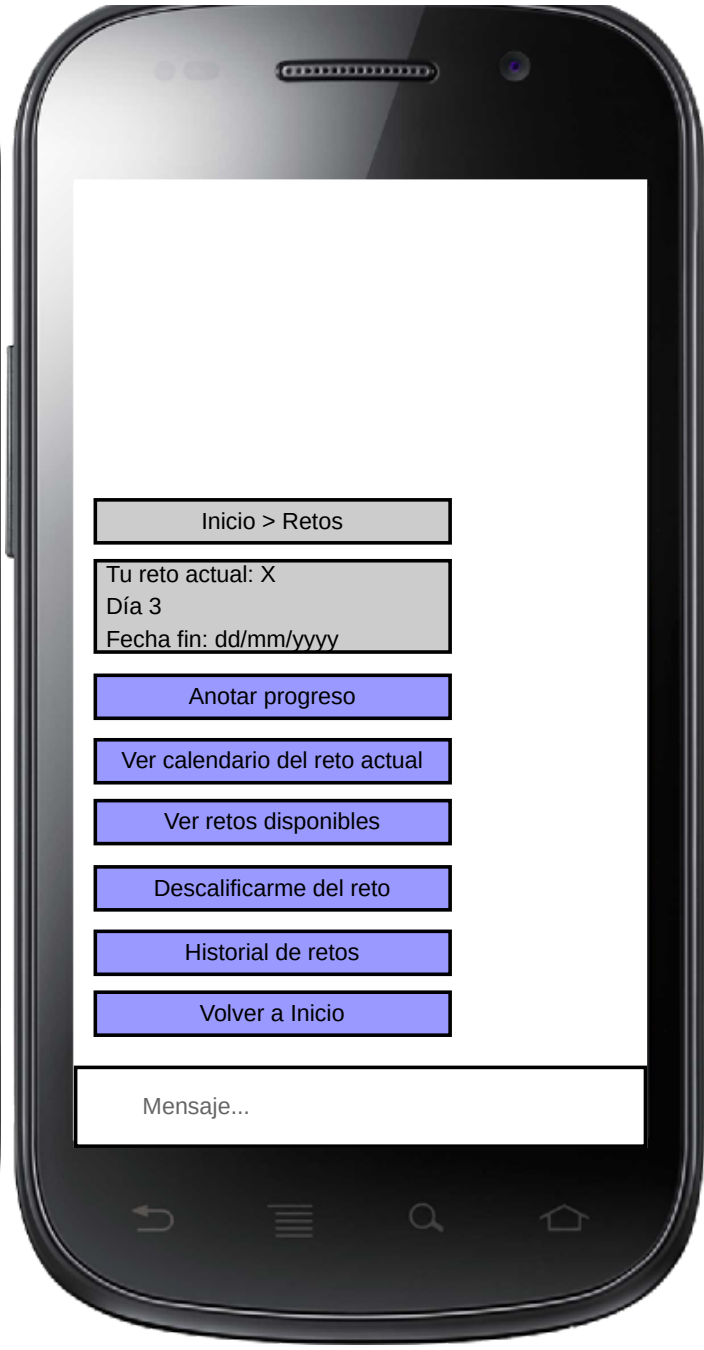 Inicio > Retos
Tu reto actual: X
Día 3
Fecha fin: dd/mm/yyyy
Anotar progreso
Ver calendario del reto actual
Ver retos disponibles
Descalificarme del reto
Historial de retos
Volver a Inicio
Mensaje...